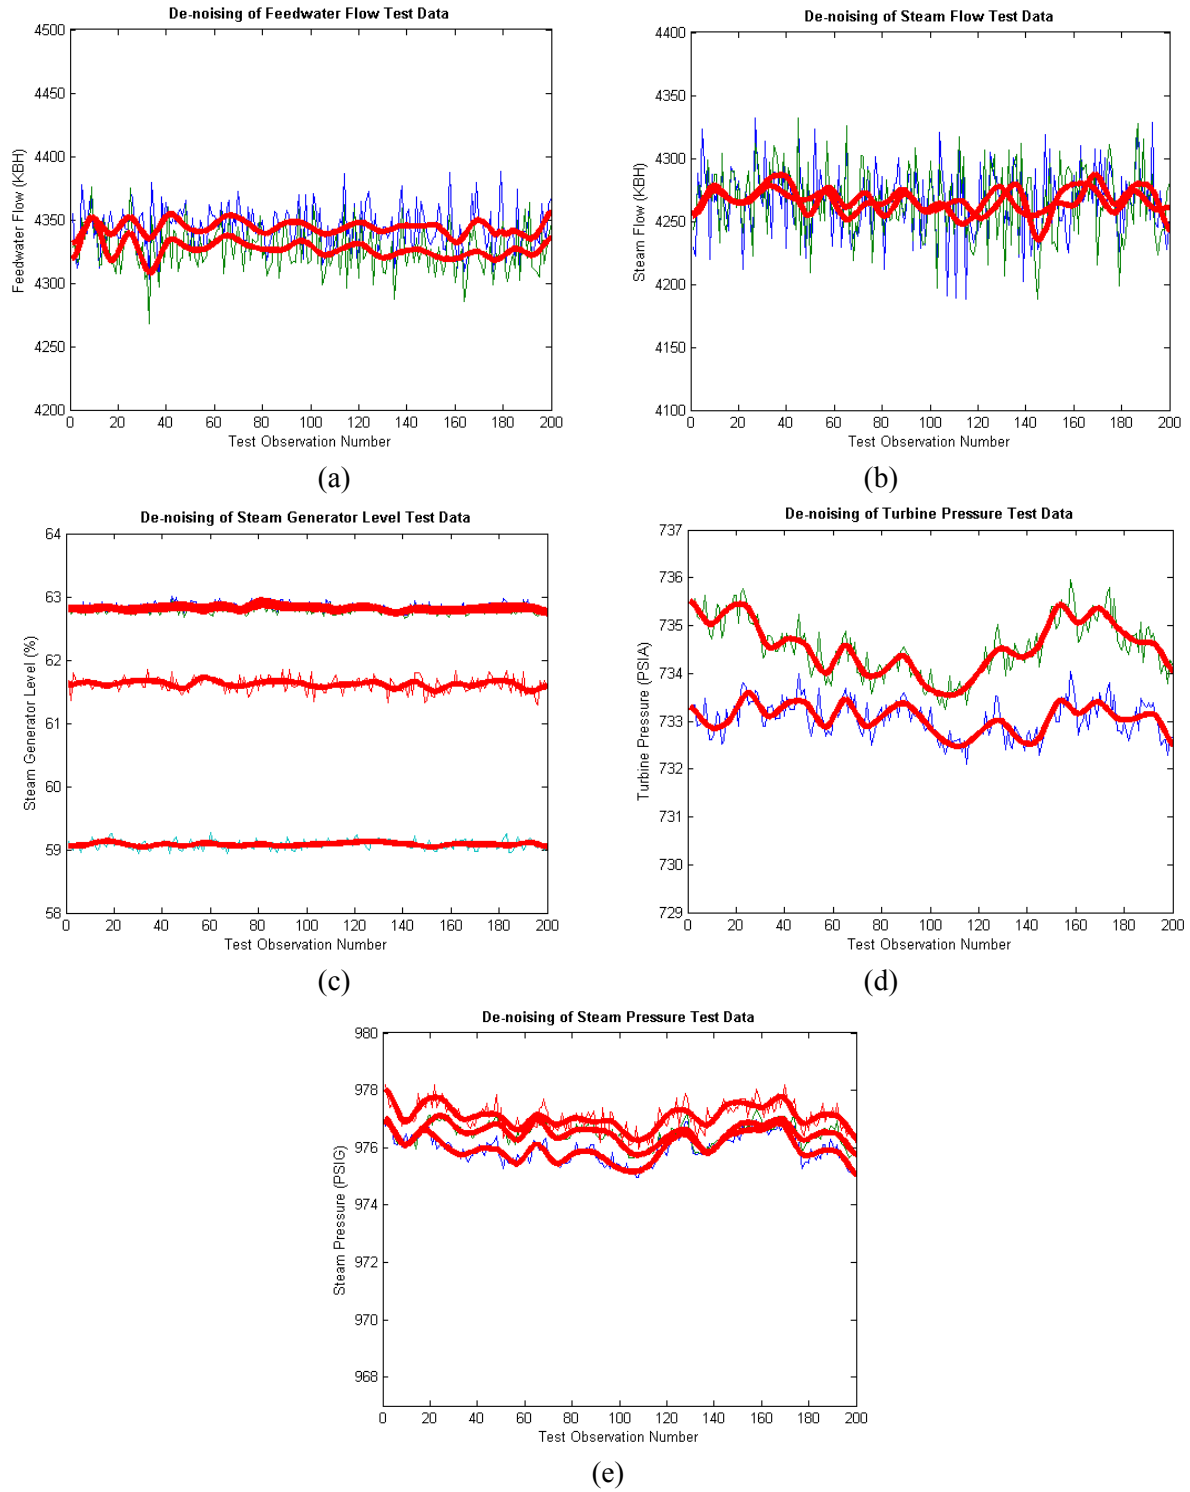 De-noising of Feedwater Flow Test Data
4500
4450
4400
4350
4300
4250
4200
Feedwater Flow (KBH)
0 20 40 60 80 100 120 140 160 180 200
Test Observation Number
(a)
De-noising of Steam Flow Test Data
4400
4350
4300
4250
4200
4150
4100
Steam Flow (KBH)
0 20 40 60 80 100 120 140 160 180 200
Test Observation Number
(b)
De-noising of Steam Generator Level Test Data
64
63
62
61
60
59
58
Steam Generator Level (%)
0 20 40 60 80 100 120 140 160 180 200
Test Observation Number
(c)
De-noising of Turbine Pressure Test Data
737
736
735
734
733
732
731
730
729
Turbine Pressure (PSIA)
0 20 40 60 80 100 120 140 160 180 200
Test Observation Number
(d)
De-noising of Steam Pressure Test Data
980
978
976
974
972
970
968
Steam Pressure (PSIG)
0 20 40 60 80 100 120 140 160 180 200
Test Observation Number
(e)